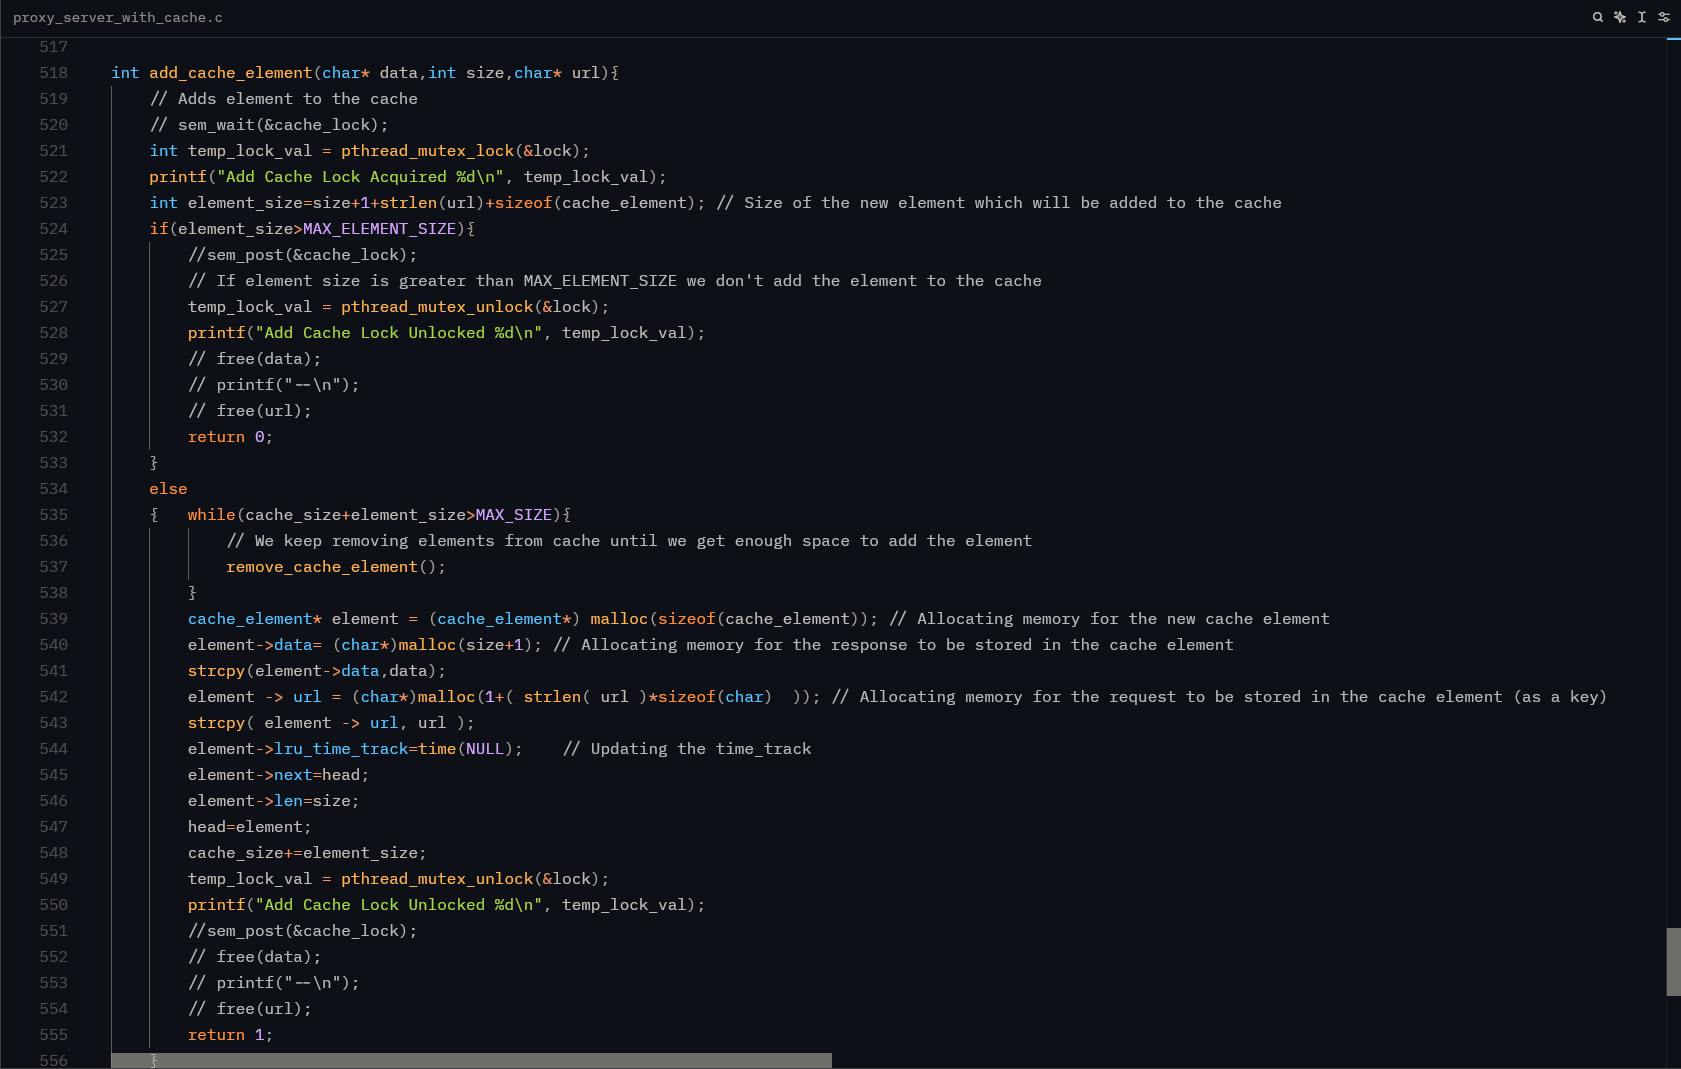 proxy_server_with_cache.c
517
518 int add_cache_element(char* data,int size,char* url){
519 // Adds element to the cache
520 // sem_wait(&cache_lock);
521 int temp_lock_val = pthread_mutex_lock(&lock);
522 printf("Add Cache Lock Acquired %d\n", temp_lock_val);
523 int element_size=size+1+strlen(url)+sizeof(cache_element); // Size of the new element which will be added to the cache
524 if(element_size>MAX_ELEMENT_SIZE){
525 //sem_post(&cache_lock);
526 // If element size is greater than MAX_ELEMENT_SIZE we don't add the element to the cache
527 temp_lock_val = pthread_mutex_unlock(&lock);
528 printf("Add Cache Lock Unlocked %d\n", temp_lock_val);
529 // free(data);
530 // printf("--\n");
531 // free(url);
532 return 0;
533 }
534 else
535 { while(cache_size+element_size>MAX_SIZE){
536 // We keep removing elements from cache until we get enough space to add the element
537 remove_cache_element();
538 }
539 cache_element* element = (cache_element*) malloc(sizeof(cache_element)); // Allocating memory for the new cache element
540 element->data= (char*)malloc(size+1); // Allocating memory for the response to be stored in the cache element
541 strcpy(element->data,data);
542 element -> url = (char*)malloc(1+( strlen( url )*sizeof(char)  )); // Allocating memory for the request to be stored in the cache element (as a key)
543 strcpy( element -> url, url );
544 element->lru_time_track=time(NULL);    // Updating the time_track
545 element->next=head;
546 element->len=size;
547 head=element;
548 cache_size+=element_size;
549 temp_lock_val = pthread_mutex_unlock(&lock);
550 printf("Add Cache Lock Unlocked %d\n", temp_lock_val);
551 //sem_post(&cache_lock);
552 // free(data);
553 // printf("--\n");
554 // free(url);
555 return 1;
556 }